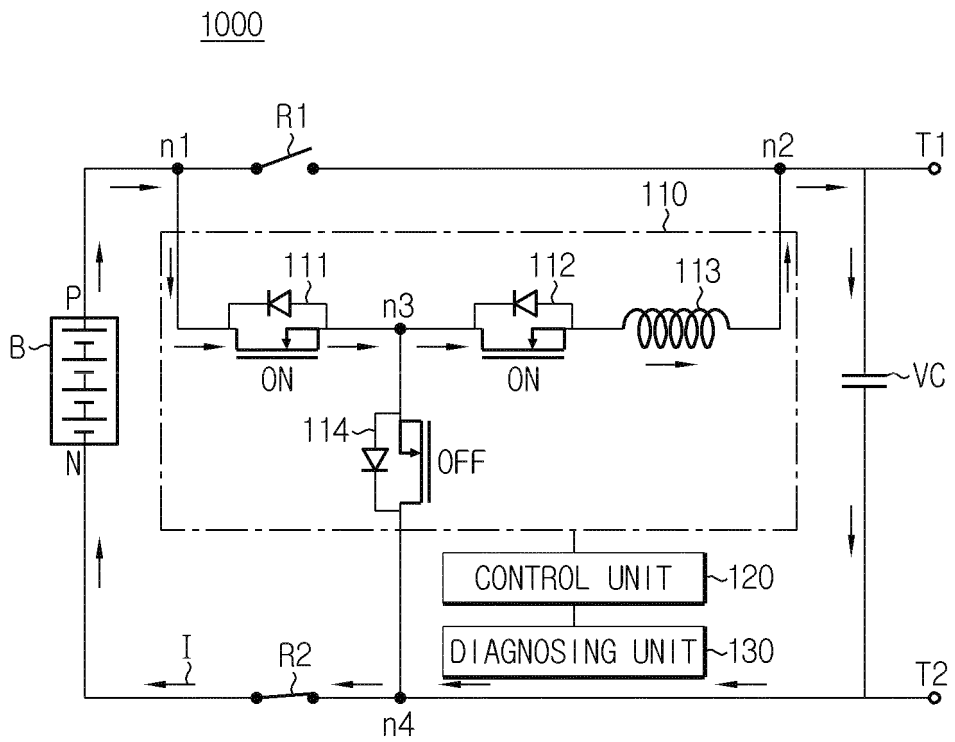 1000
R1
n1
n2
T1
110
111
n3
112
113
P
B
ON
ON
VC
114
OFF
N
CONTROL UNIT
120
DIAGNOSING UNIT
130
I
R2
n4
T2